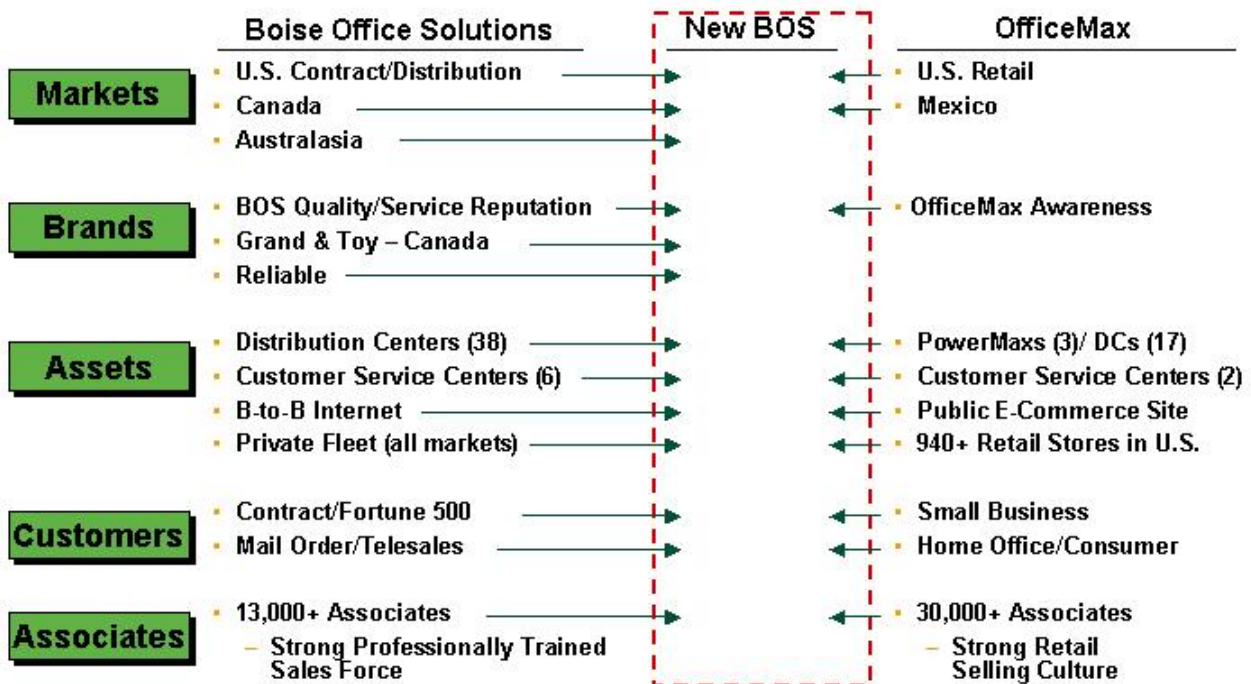 Boise Office Solutions New BOS OfficeMax
Markets
· U.S. Contract/Distribution · U.S. Retail
· Canada · Mexico
· Australasia
Brands
· BOS Quality/Service Reputation · OfficeMax Awareness
· Grand & Toy – Canada
· Reliable
Assets
· Distribution Centers (38) · PowerMaxs (3)/ DCs (17)
· Customer Service Centers (6) · Customer Service Centers (2)
· B-to-B Internet · Public E-Commerce Site
· Private Fleet (all markets) · 940+ Retail Stores in U.S.
Customers
· Contract/Fortune 500 · Small Business
· Mail Order/Telesales · Home Office/Consumer
Associates
· 13,000+ Associates · 30,000+ Associates
– Strong Professionally Trained – Strong Retail
Sales Force Selling Culture